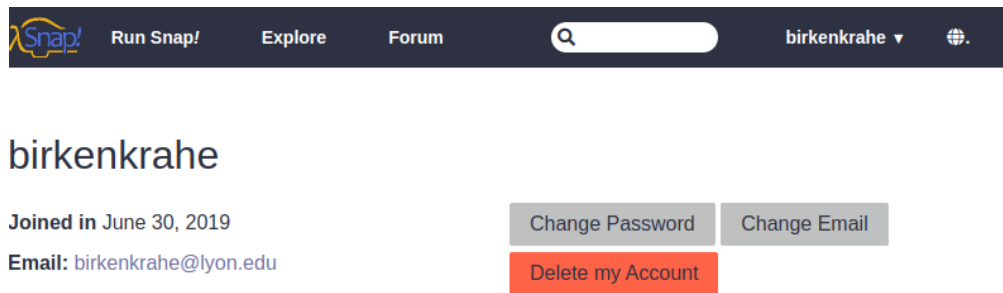 λSnap! Run Snap! Explore Forum birkenkrahe ▾ .
birkenkrahe
Joined in June 30, 2019
Change Password Change Email
Email: birkenkrahe@lyon.edu
Delete my Account